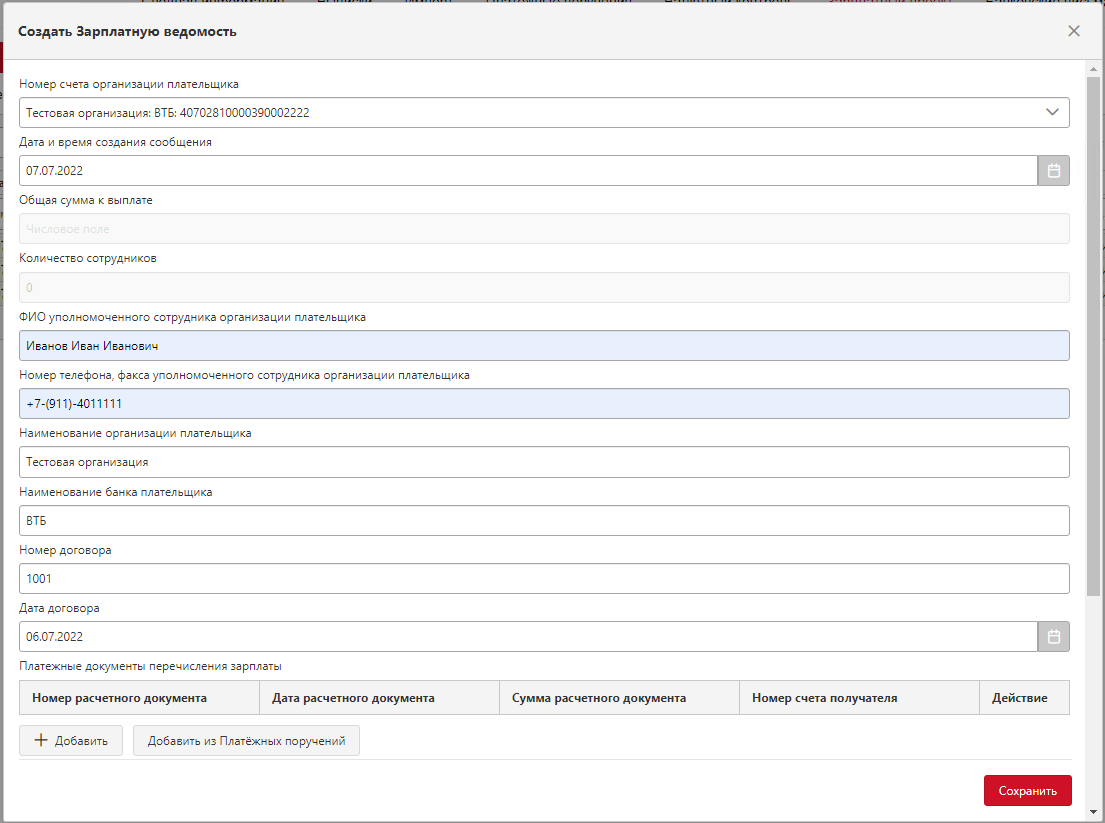 Создать Зарплатную ведомость
Номер счета организации плательщика
Тестовая организация: ВТБ: 40702810000390002222
Дата и время создания сообщения
07.07.2022
Общая сумма к выплате
Числовое поле
Количество сотрудников
0
ФИО уполномоченного сотрудника организации плательщика
Иванов Иван Иванович
Номер телефона, факса уполномоченного сотрудника организации плательщика
+7-(911)-4011111
Наименование организации плательщика
Тестовая организация
Наименование банка плательщика
ВТБ
Номер договора
1001
Дата договора
06.07.2022
Платежные документы перечисления зарплаты
Номер расчетного документа Дата расчетного документа Сумма расчетного документа Номер счета получателя Действие
Добавить Добавить из Платёжных поручений
Сохранить